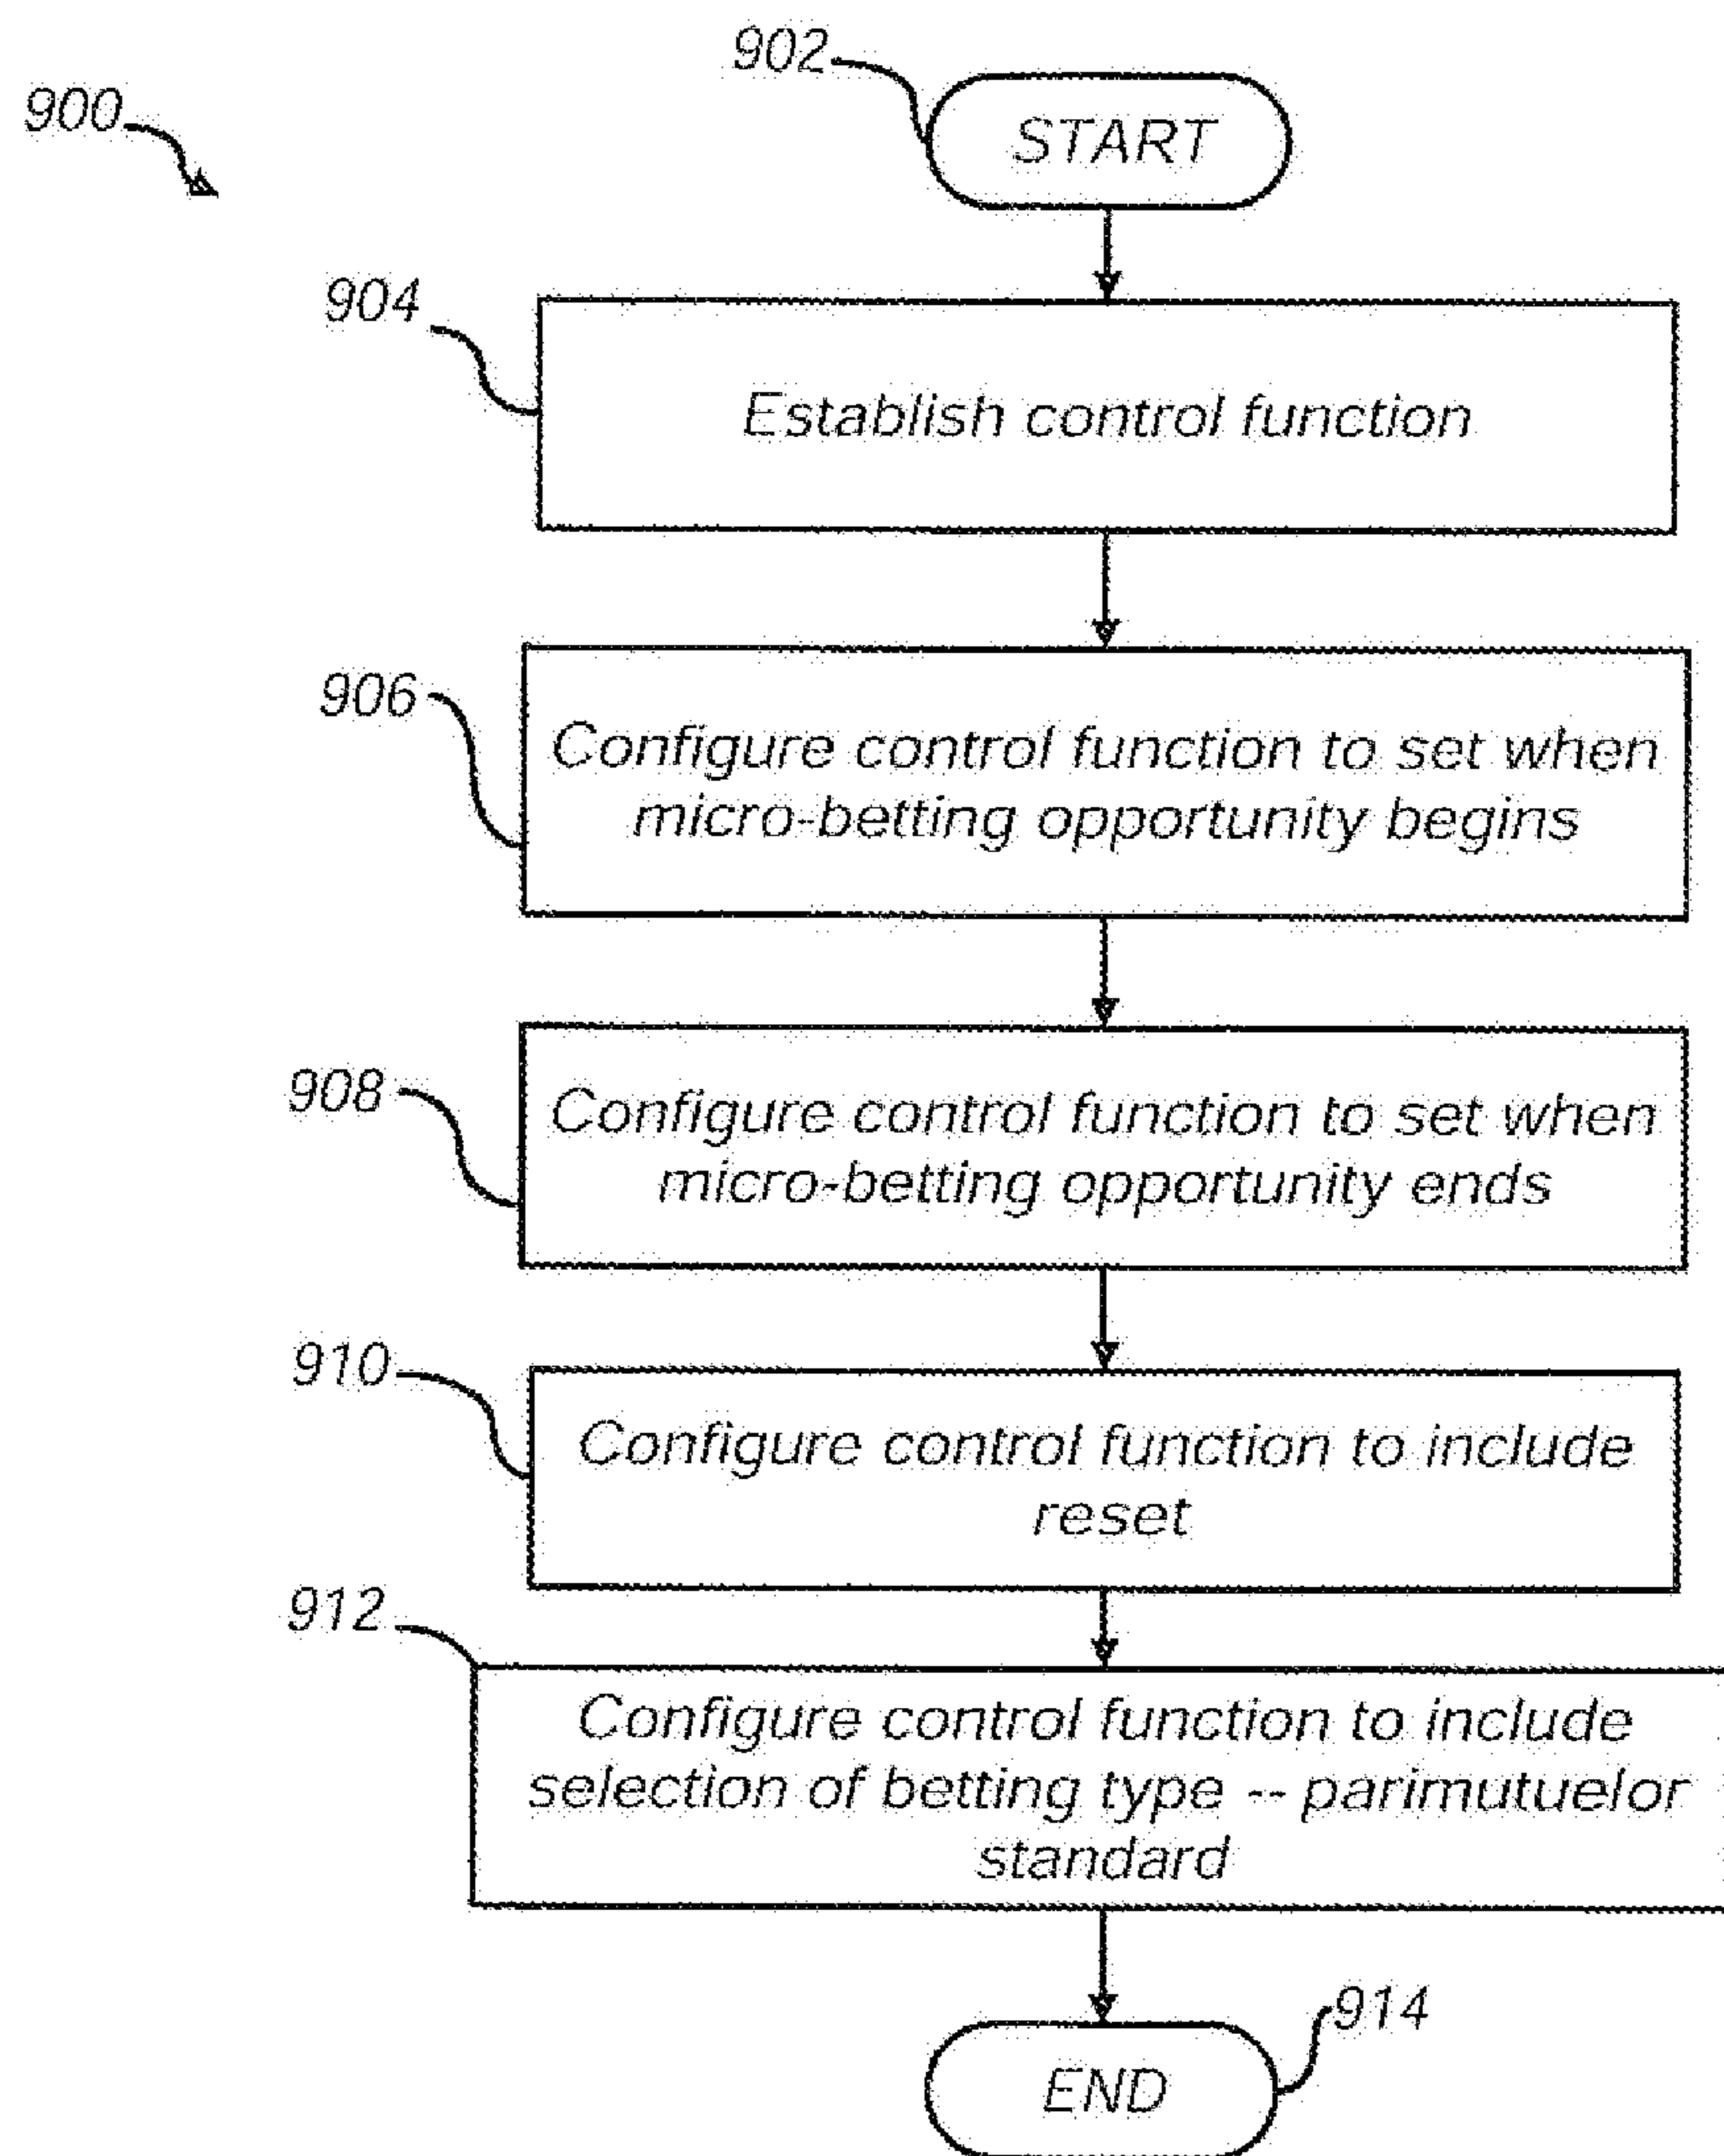 902
900
START
904
Establish control function
906
Configure control function to set when
micro-betting opportunity begins
908
Configure control function to set when
micro-betting opportunity ends
910
Configure control function to include
reset
912
Configure control function to include
selection of betting type -- parimutuelor
standard
914
END